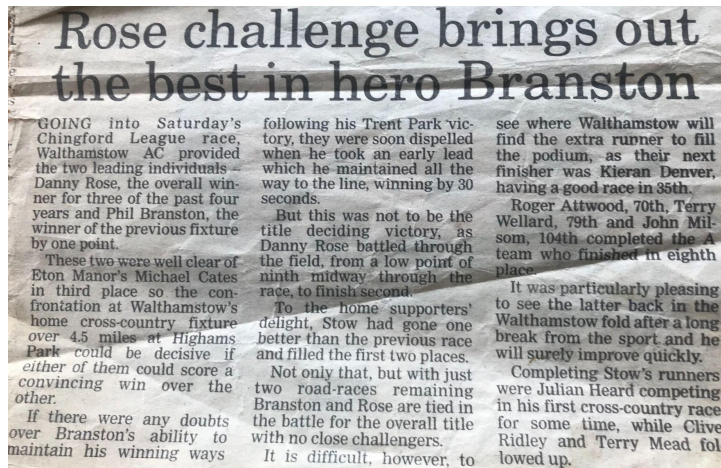 Rose challenge brings out
the best in hero Branston
GOING into Saturday's
Chingford League race,
Walthamstow AC provided
the two leading individuals –
Danny Rose, the overall win-
ner for three of the past four
years and Phil Branston, the
winner of the previous fixture
by one point.
These two were well clear of
Eton Manor's Michael Cates
in third place so the con-
frontation at Walthamstow's
home cross-country fixture
over 4.5 miles at Highams
Park could be decisive if
either of them could score a
convincing win over the
other.
If there were any doubts
over Branston's ability to
maintain his winning ways
following his Trent Park vic-
tory, they were soon dispelled
when he took an early lead
which he maintained all the
way to the line, winning by 30
seconds.
But this was not to be the
title deciding victory, as
Danny Rose battled through
the field, from a low point of
ninth midway through the
race, to finish second.
To the home supporters'
delight, Stow had gone one
better than the previous race
and filled the first two places.
Not only that, but with just
two road-races remaining
Branston and Rose are tied in
the battle for the overall title
with no close challengers.
It is difficult, however, to
see where Walthamstow will
find the extra runner to fill
the podium, as their next
finisher was Kieran Denver,
having a good race in 35th.
Roger Attwood, 70th, Terry
Wellard, 79th and John Mil-
som, 104th completed the A
team who finished in eighth
place.
It was particularly pleasing
to see the latter back in the
Walthamstow fold after a long
break from the sport and he
will surely improve quickly.
Completing Stow's runners
were Julian Heard competing
in his first cross-country race
for some time, while Clive
Ridley and Terry Mead fol
lowed up.